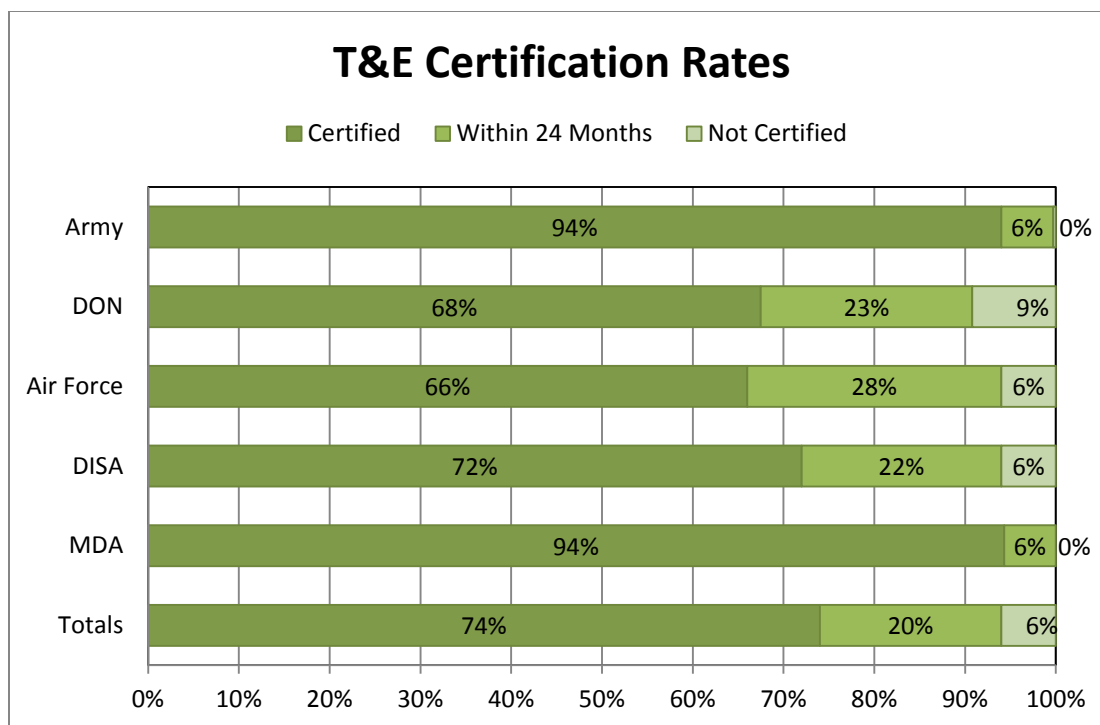 T&E Certification Rates
Certified Within 24 Months Not Certified
Army 94% 6% 0%
DON 68% 23% 9%
Air Force 66% 28% 6%
DISA 72% 22% 6%
MDA 94% 6% 0%
Totals 74% 20% 6%
0% 10% 20% 30% 40% 50% 60% 70% 80% 90% 100%